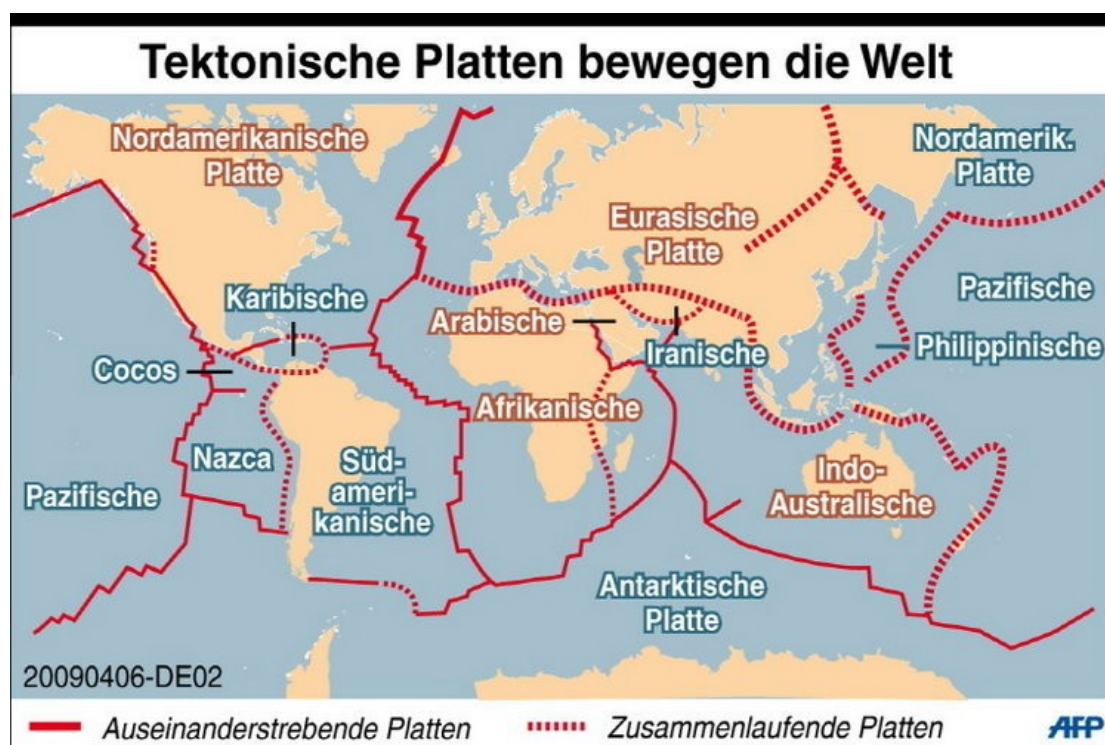 Tektonische Platten bewegen die Welt
Nordamerikanische
Platte
Nordamerik.
Platte
Eurasische
Platte
Karibische
Pazifische
Arabische
Iranische
Philippinische
Cocos
Afrikanische
Nazca
Süd-
ameri-
kanische
Indo-
Australische
Pazifische
Antarktische
Platte
20090406-DE02
Auseinanderstrebende Platten
Zusammenlaufende Platten
AFP